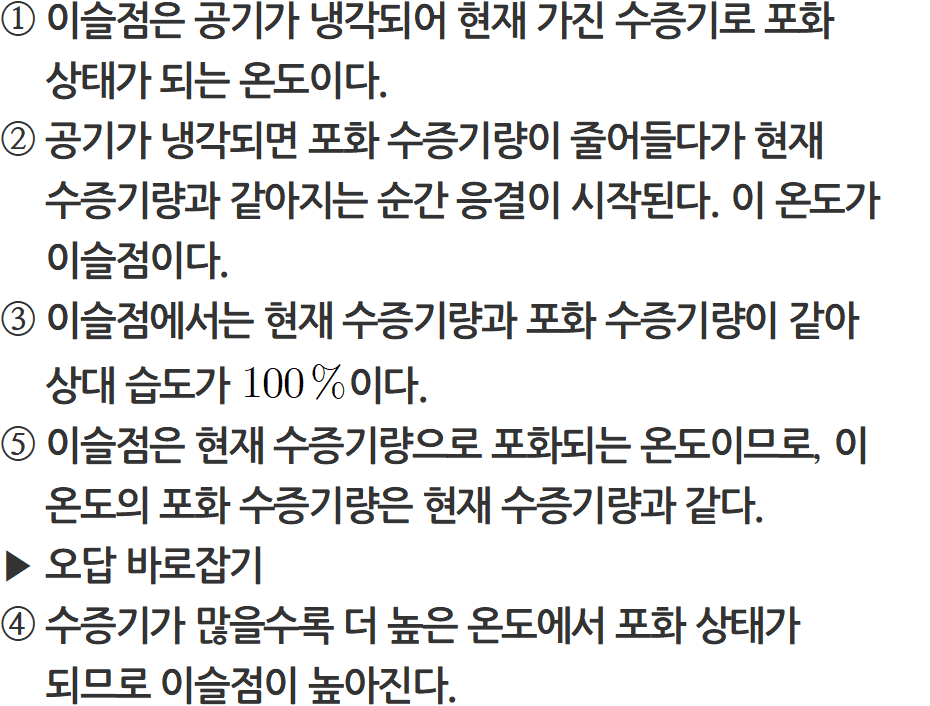 ① 이슬점은 공기가 냉각되어 현재 가진 수증기로 포화
상태가 되는 온도이다.
② 공기가 냉각되면 포화 수증기량이 줄어들다가 현재
수증기량과 같아지는 순간 응결이 시작된다. 이 온도가
이슬점이다.
③ 이슬점에서는 현재 수증기량과 포화 수증기량이 같아
상대 습도가 100%이다.
⑤ 이슬점은 현재 수증기량으로 포화되는 온도이므로, 이
온도의 포화 수증기량은 현재 수증기량과 같다.
▶ 오답 바로잡기
④ 수증기가 많을수록 더 높은 온도에서 포화 상태가
되므로 이슬점이 높아진다.